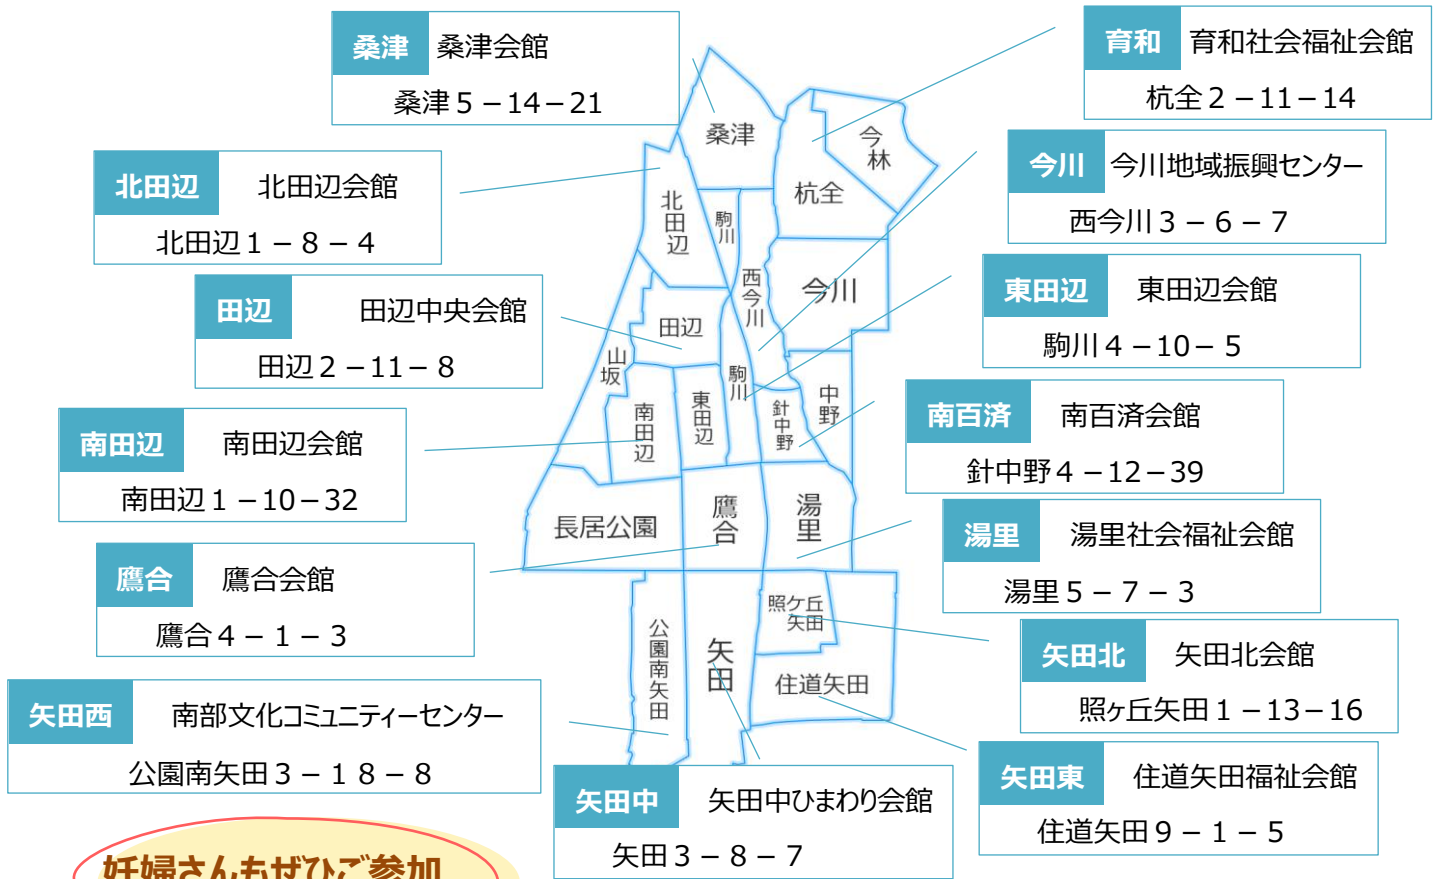 桑津 桑津会館
桑津５－14－21
育和 育和社会福祉会館
杭全２－11－14
北田辺 北田辺会館
北田辺１－８－４
今川 今川地域振興センター
西今川３－６－７
田辺 田辺中央会館
田辺２－11－８
東田辺 東田辺会館
駒川４－10－５
南田辺 南田辺会館
南田辺１－10－32
南百済 南百済会館
針中野４－12－39
鷹合 鷹合会館
鷹合４－１－３
湯里 湯里社会福祉会館
湯里５－７－３
矢田西 南部文化コミュニティーセンター
公園南矢田３－１８－８
矢田北 矢田北会館
照ヶ丘矢田１－13－16
矢田中 矢田中ひまわり会館
矢田３－８－７
矢田東 住道矢田福祉会館
住道矢田９－１－５
桑津
今林
杭全
北田辺
駒川
西今川
今川
田辺
山坂
駒川
中野
南田辺
東田辺
針中野
長居公園
鷹合
湯里
照ケ丘
矢田
公園南矢田
矢田
住道矢田
妊婦さんもぜひご参加